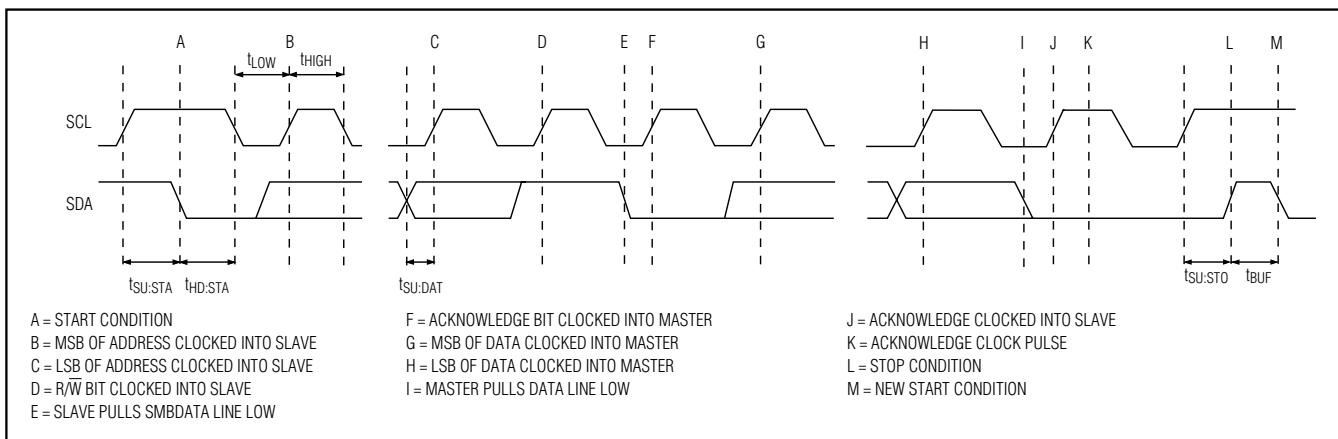 A B C D E F G H I J K L M
tLOW tHIGH
SCL
SDA
tSU:STA tHD:STA tSU:DAT tSU:STO tBUF
A = START CONDITION
B = MSB OF ADDRESS CLOCKED INTO SLAVE
C = LSB OF ADDRESS CLOCKED INTO SLAVE
D = R/W̅ BIT CLOCKED INTO SLAVE
E = SLAVE PULLS SMBDATA LINE LOW
F = ACKNOWLEDGE BIT CLOCKED INTO MASTER
G = MSB OF DATA CLOCKED INTO MASTER
H = LSB OF DATA CLOCKED INTO MASTER
I = MASTER PULLS DATA LINE LOW
J = ACKNOWLEDGE CLOCKED INTO SLAVE
K = ACKNOWLEDGE CLOCK PULSE
L = STOP CONDITION
M = NEW START CONDITION